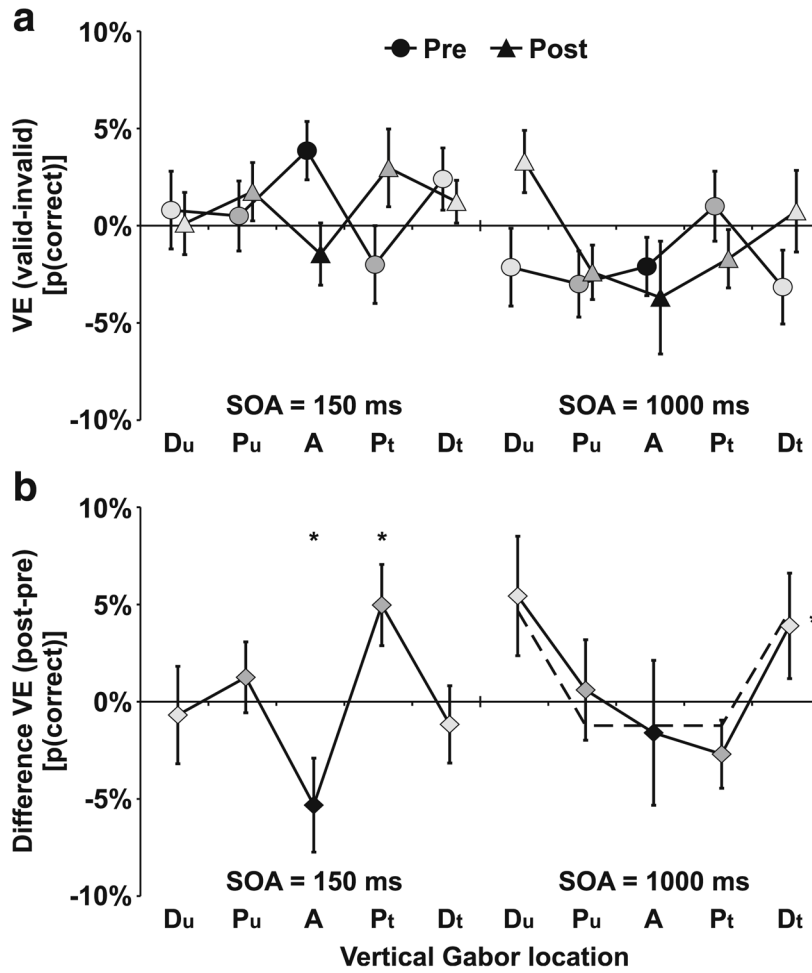 a
10%
Pre Post
5%
0%
-5%
-10%
VE (valid-invalid)
[p(correct)]
SOA = 150 ms SOA = 1000 ms
Du Pu A Pt Dt Du Pu A Pt Dt
b
10%
* *
5%
*
0%
-5%
-10%
Difference VE (post-pre)
[p(correct)]
SOA = 150 ms SOA = 1000 ms
Du Pu A Pt Dt Du Pu A Pt Dt
Vertical Gabor location